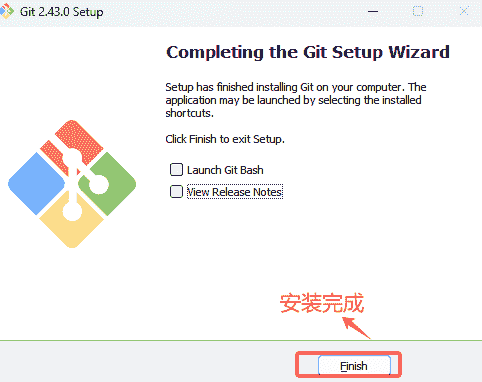 Git 2.43.0 Setup
Completing the Git Setup Wizard
Setup has finished installing Git on your computer. The
application may be launched by selecting the installed
shortcuts.
Click Finish to exit Setup.
Launch Git Bash
View Release Notes
安装完成
Finish